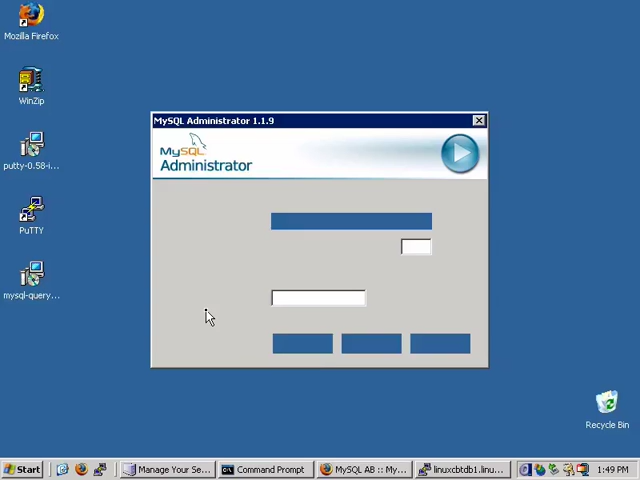 Mozilla Firefox
WinZip
putty-0.58-i...
PuTTY
mysql-query...
MySQL Administrator 1.1.9
MySQL
Administrator
Recycle Bin
Start
Manage Your Se...
Command Prompt
MySQL AB :: My...
linuxcbtdb1.linu...
1:49 PM